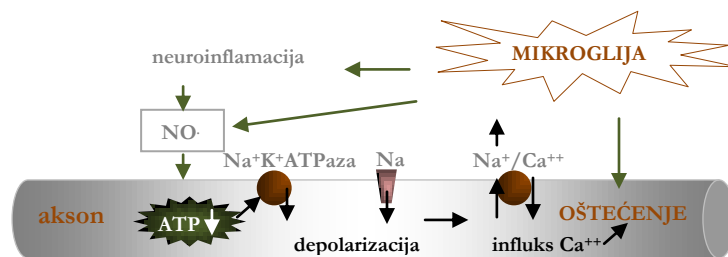 MIKROGLIJA
neuroinflamacija
NO·
Na⁺K⁺ATPaza
Na
Na⁺/Ca⁺⁺
akson
ATP
OŠTEĆENJE
depolarizacija
influks Ca⁺⁺